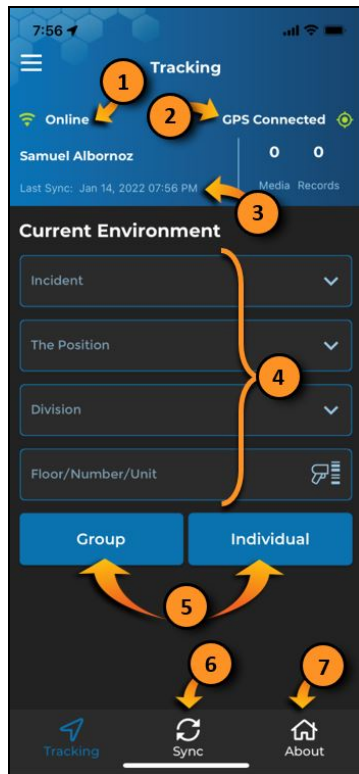 7:56
Tracking
1
2
Online
GPS Connected
Samuel Albornoz
0 0
Last Sync: Jan 14, 2022 07:56 PM
Media Records
3
Current Environment
Incident
The Position
4
Division
Floor/Number/Unit
Group Individual
5
6
7
Tracking Sync About